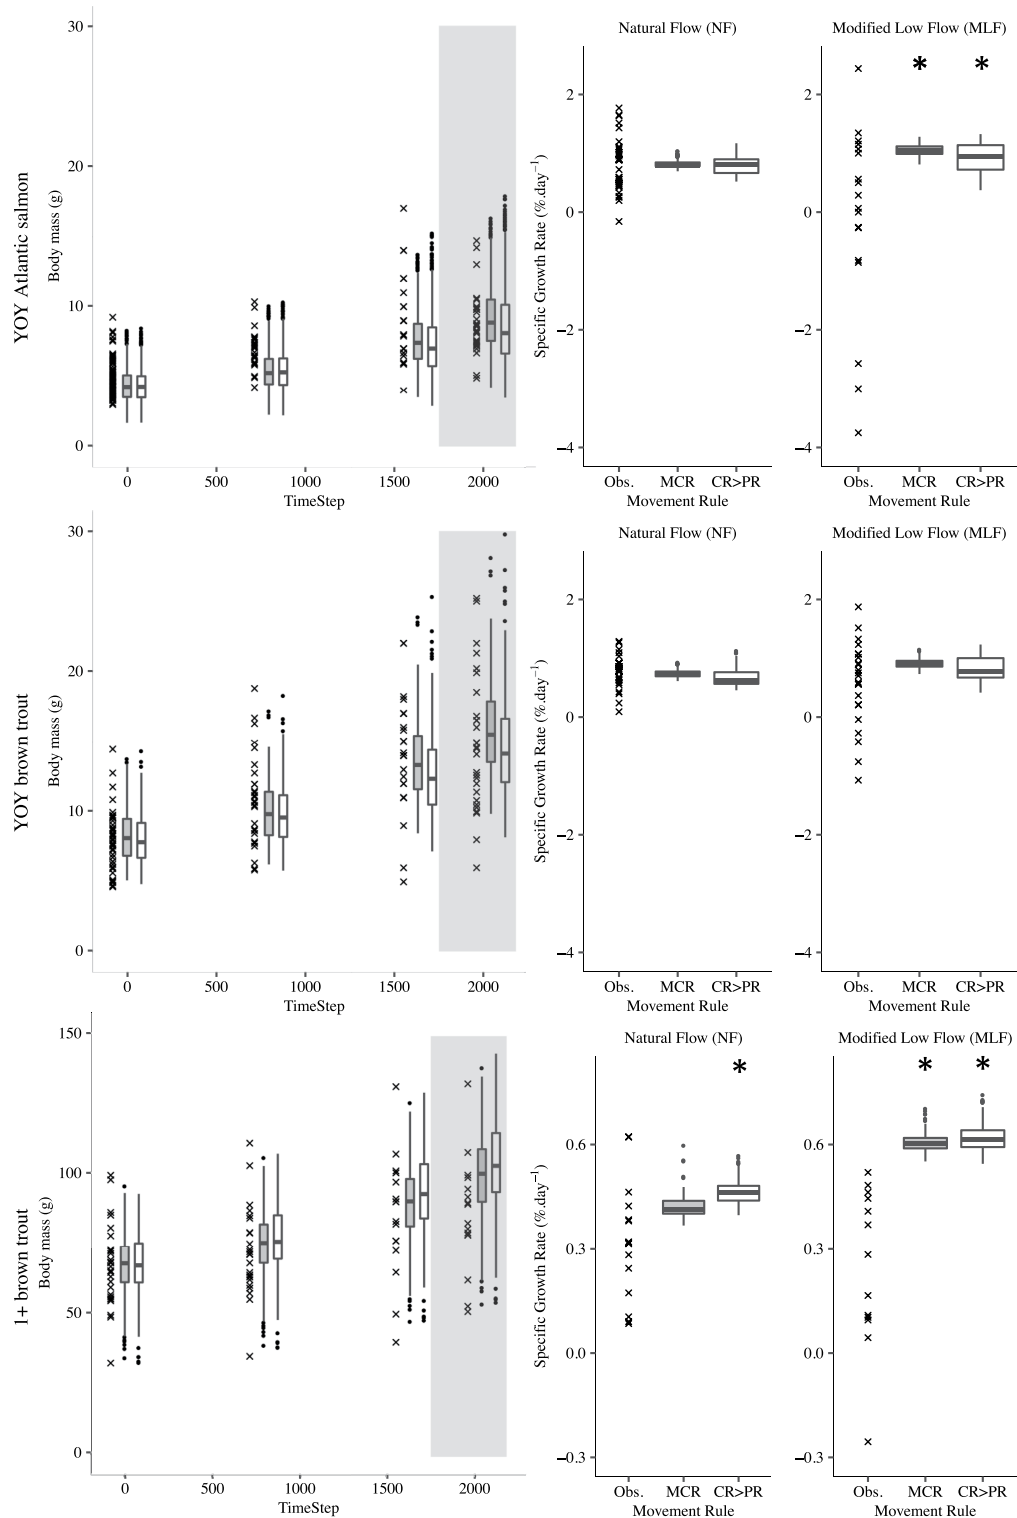 YOY Atlantic salmon
Body mass (g)
30
20
10
0
0 500 1000 1500 2000
TimeStep
Natural Flow (NF)
Specific Growth Rate (%.day⁻¹)
2
0
−2
−4
Obs. MCR CR>PR
Movement Rule
Modified Low Flow (MLF)
* *
2
0
−2
−4
Obs. MCR CR>PR
Movement Rule
YOY brown trout
Body mass (g)
30
20
10
0
0 500 1000 1500 2000
TimeStep
Natural Flow (NF)
Specific Growth Rate (%.day⁻¹)
2
0
−2
−4
Obs. MCR CR>PR
Movement Rule
Modified Low Flow (MLF)
2
0
−2
−4
Obs. MCR CR>PR
Movement Rule
1+ brown trout
Body mass (g)
150
100
50
0
0 500 1000 1500 2000
TimeStep
Natural Flow (NF)
*
Specific Growth Rate (%.day⁻¹)
0.6
0.3
0.0
−0.3
Obs. MCR CR>PR
Movement Rule
Modified Low Flow (MLF)
* *
0.6
0.3
0.0
−0.3
Obs. MCR CR>PR
Movement Rule